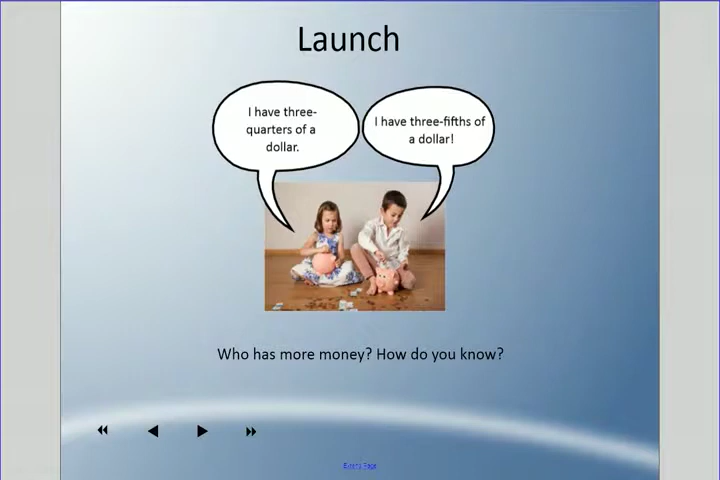 Launch
I have three-
quarters of a
dollar.
I have three-fifths of
a dollar!
Who has more money? How do you know?